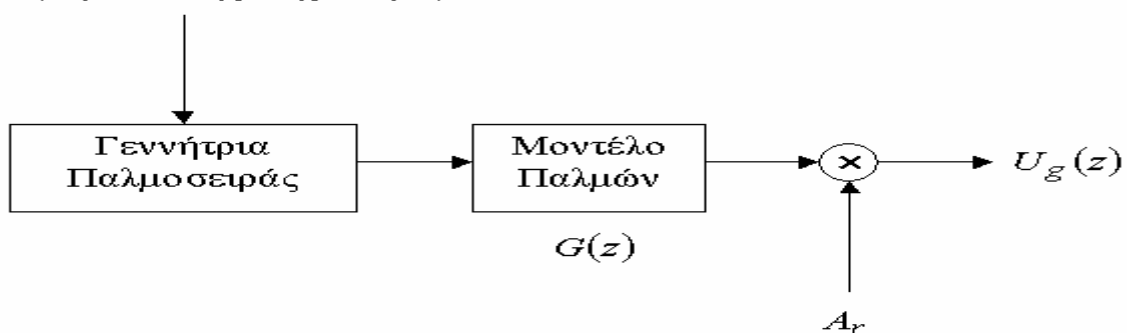 Γεννήτρια
Παλμοσειράς
Μοντέλο
Παλμών
×
U_g(z)
G(z)
A_r